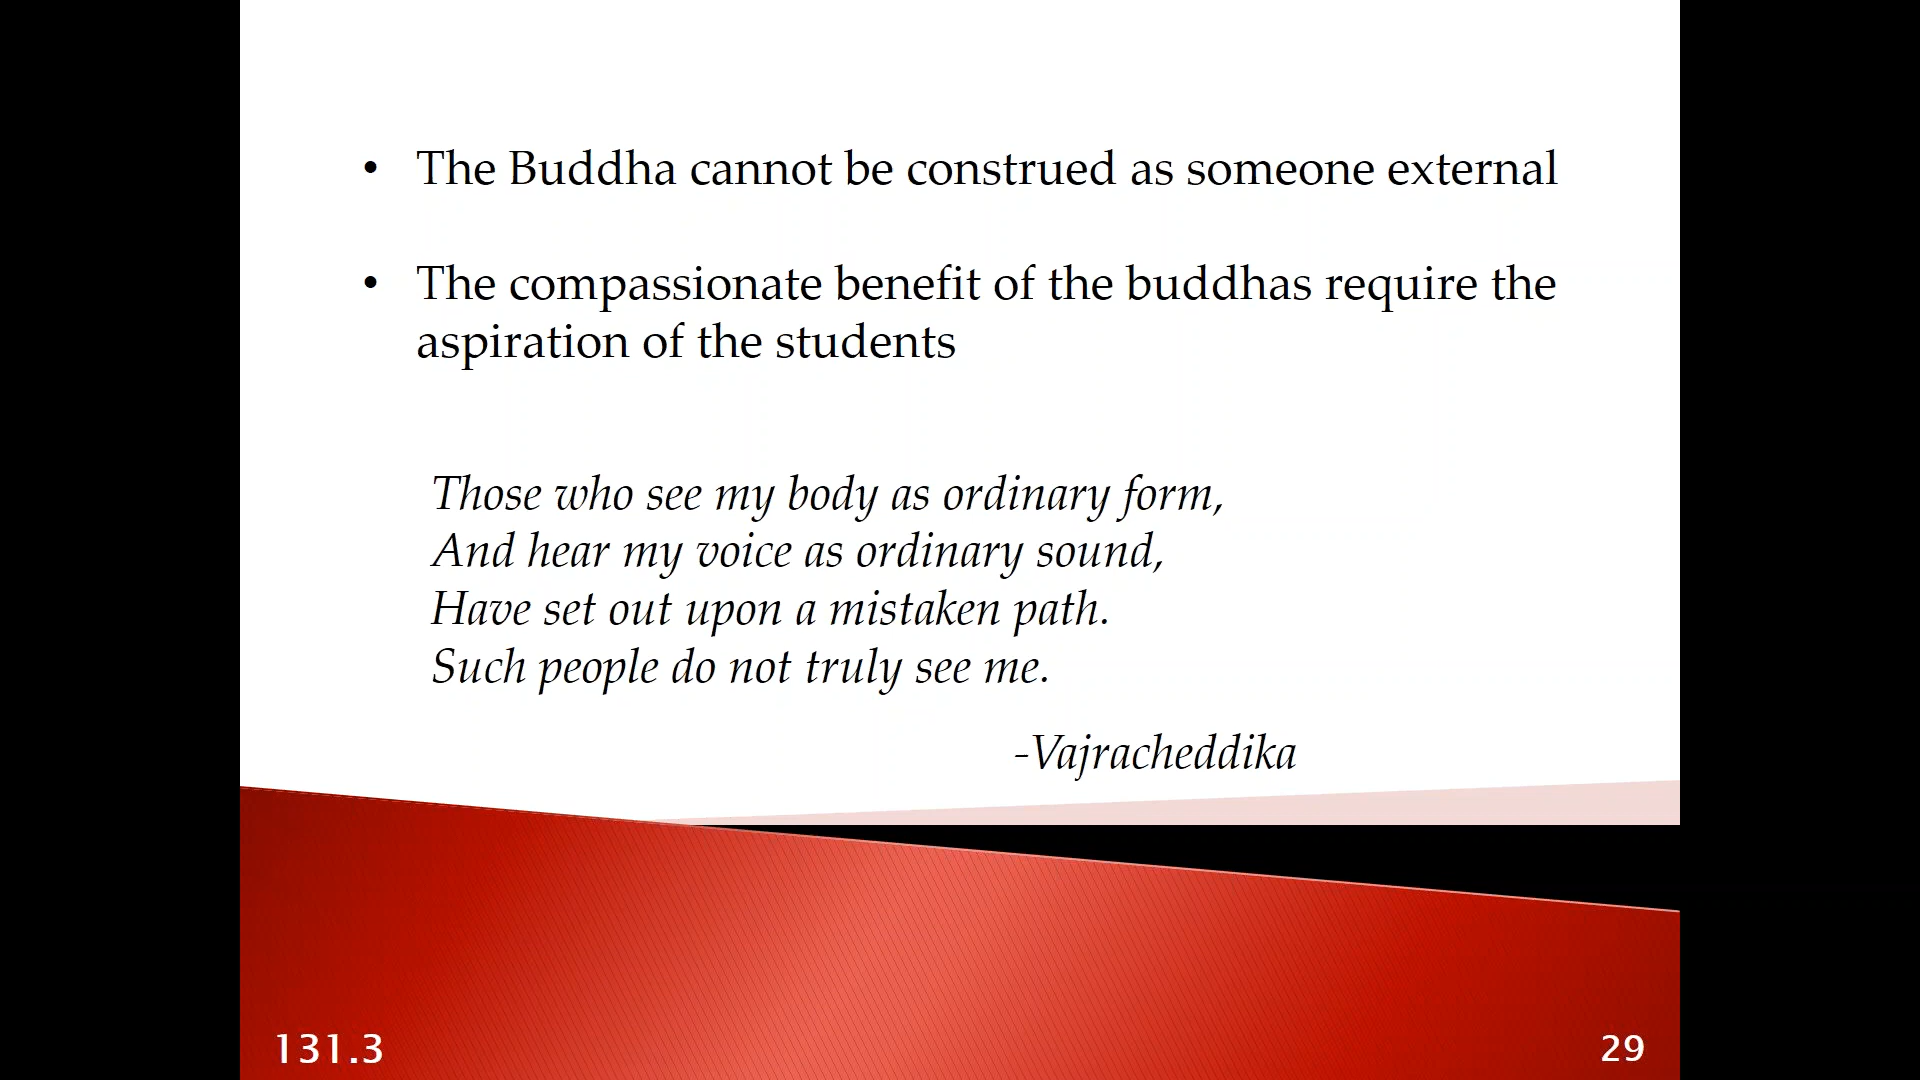 • The Buddha cannot be construed as someone external
• The compassionate benefit of the buddhas require the
aspiration of the students
Those who see my body as ordinary form,
And hear my voice as ordinary sound,
Have set out upon a mistaken path.
Such people do not truly see me.
-Vajracheddika
131.3
29